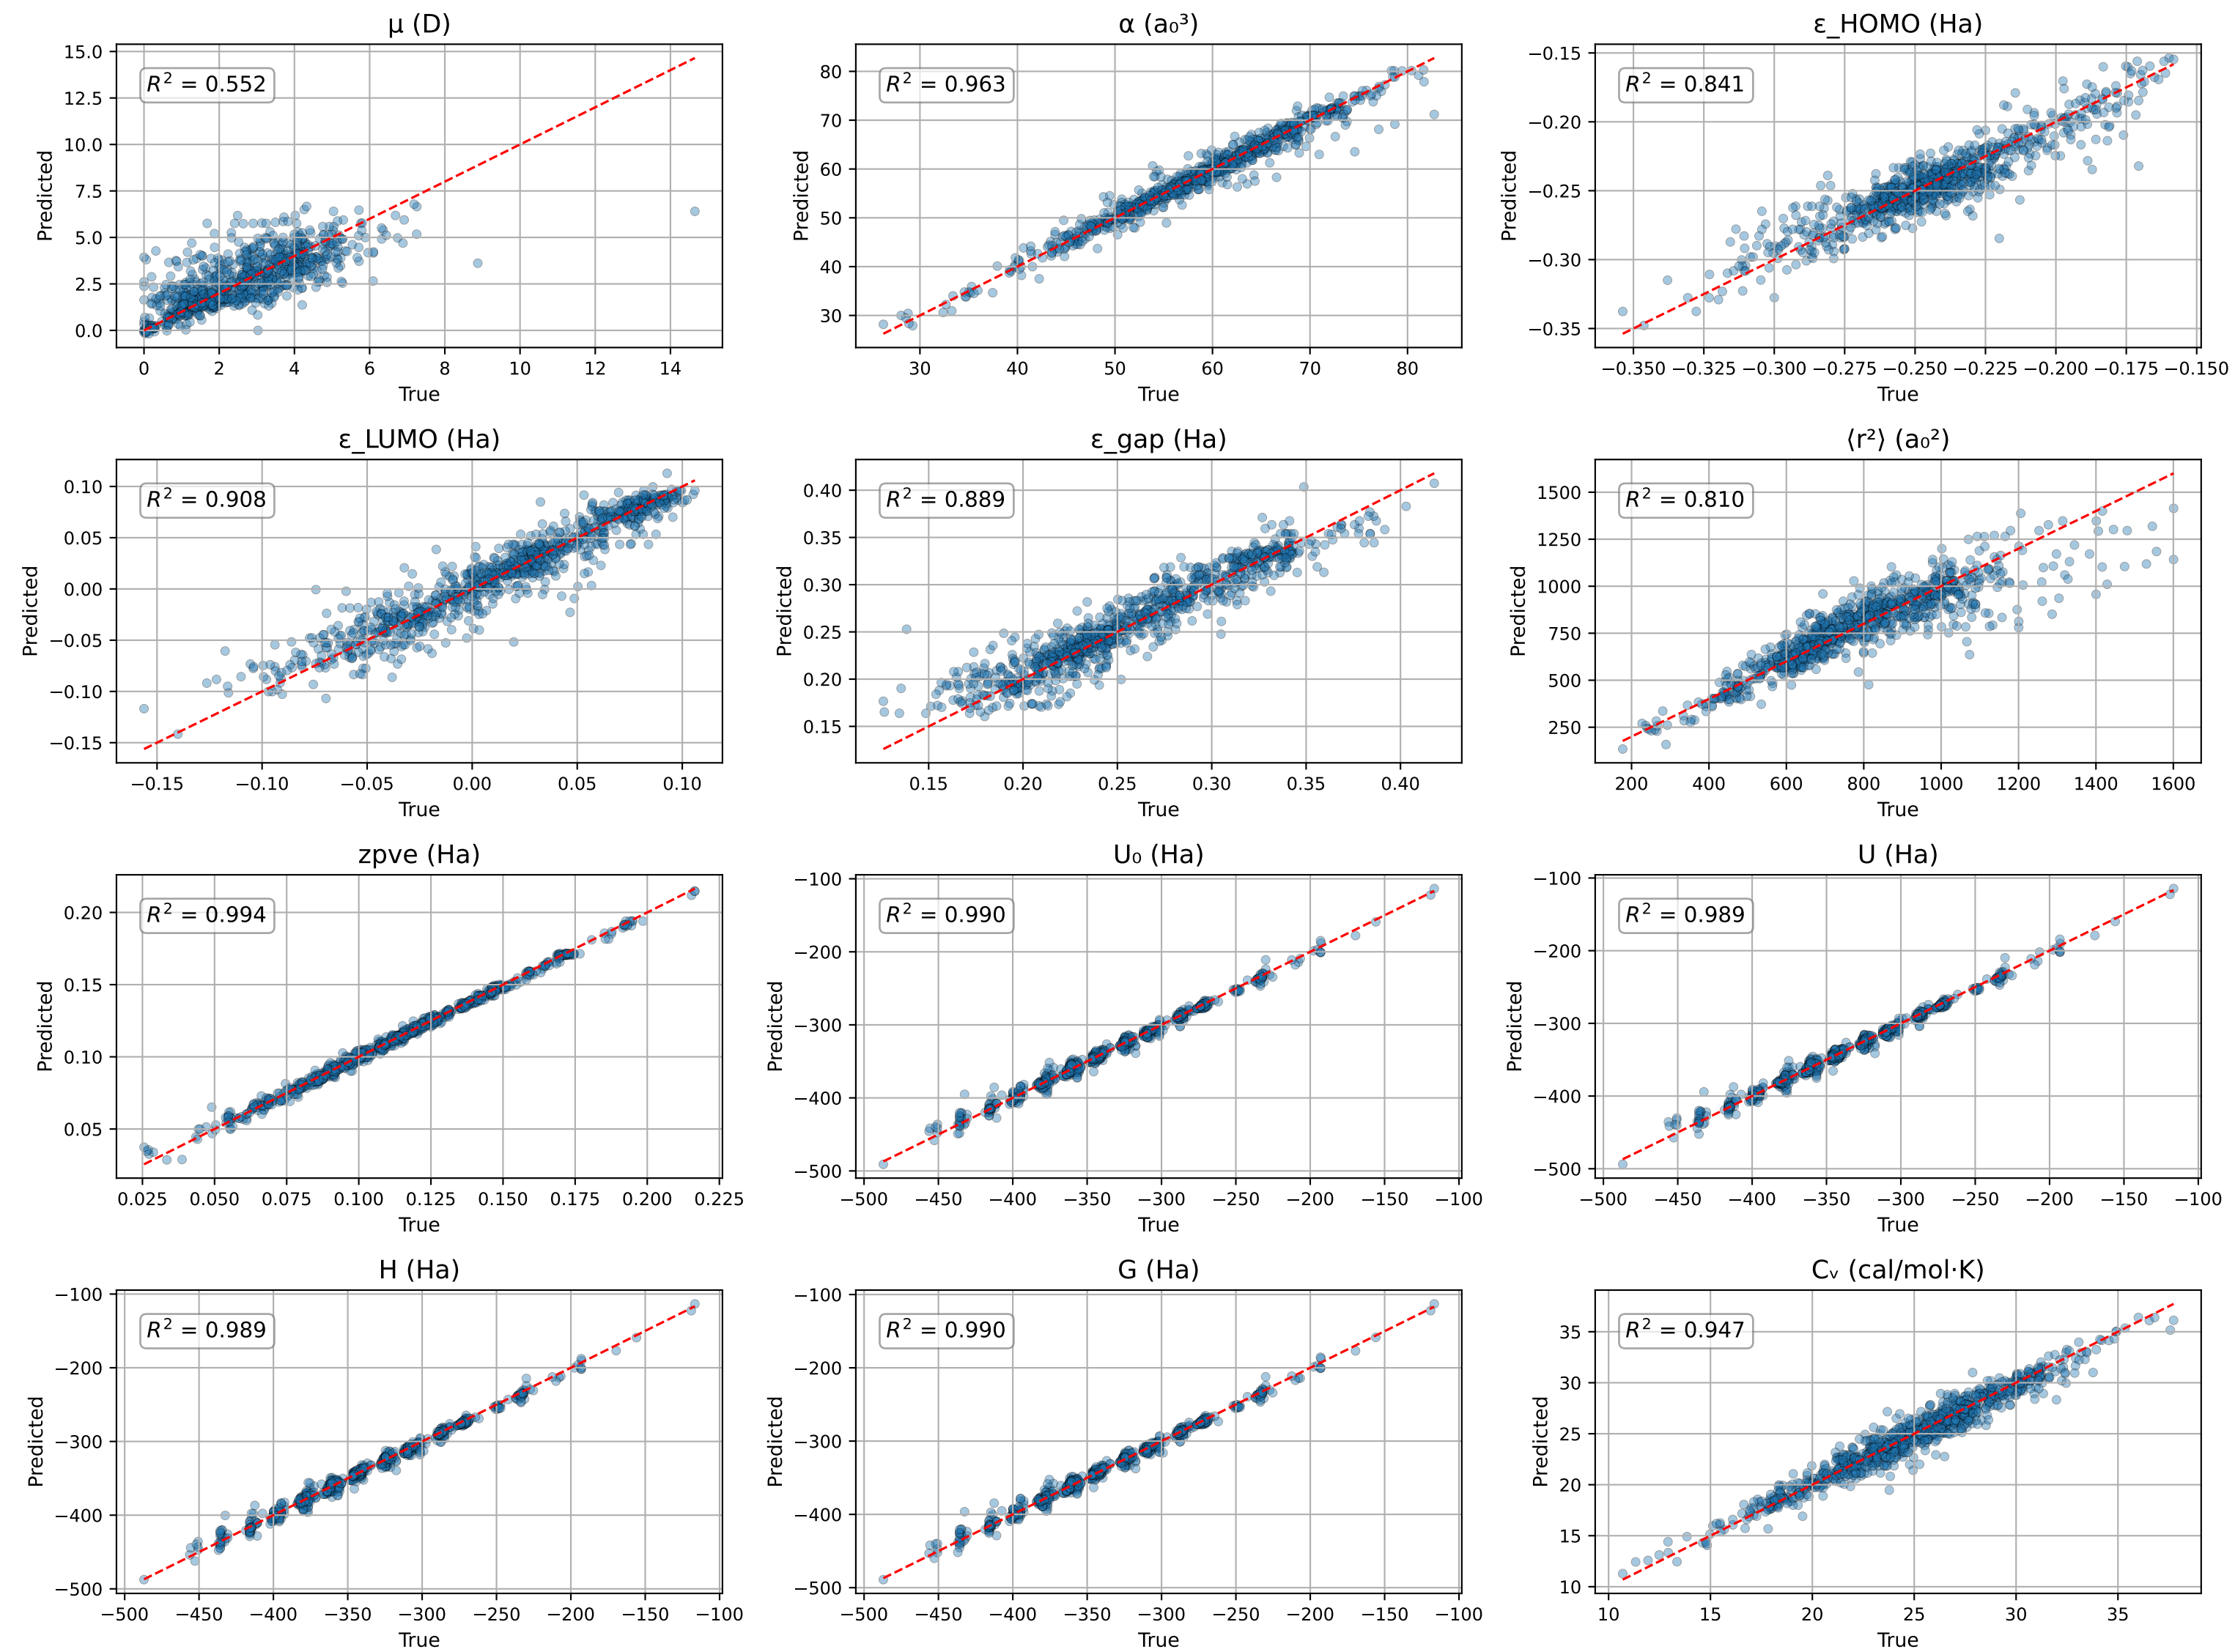 μ (D)
15.0
12.5
10.0
7.5
5.0
2.5
0.0
Predicted
R² = 0.552
0 2 4 6 8 10 12 14
True
α (a₀³)
80
70
60
50
40
30
Predicted
R² = 0.963
30 40 50 60 70 80
True
ε_HOMO (Ha)
−0.15
−0.20
−0.25
−0.30
−0.35
Predicted
R² = 0.841
−0.350 −0.325 −0.300 −0.275 −0.250 −0.225 −0.200 −0.175 −0.150
True
ε_LUMO (Ha)
0.10
0.05
0.00
−0.05
−0.10
−0.15
Predicted
R² = 0.908
−0.15 −0.10 −0.05 0.00 0.05 0.10
True
ε_gap (Ha)
0.40
0.35
0.30
0.25
0.20
0.15
Predicted
R² = 0.889
0.15 0.20 0.25 0.30 0.35 0.40
True
⟨r²⟩ (a₀²)
1500
1250
1000
750
500
250
Predicted
R² = 0.810
200 400 600 800 1000 1200 1400 1600
True
zpve (Ha)
0.20
0.15
0.10
0.05
Predicted
R² = 0.994
0.025 0.050 0.075 0.100 0.125 0.150 0.175 0.200 0.225
True
U₀ (Ha)
−100
−200
−300
−400
−500
Predicted
R² = 0.990
−500 −450 −400 −350 −300 −250 −200 −150 −100
True
U (Ha)
−100
−200
−300
−400
−500
Predicted
R² = 0.989
−500 −450 −400 −350 −300 −250 −200 −150 −100
True
H (Ha)
−100
−200
−300
−400
−500
Predicted
R² = 0.989
−500 −450 −400 −350 −300 −250 −200 −150 −100
True
G (Ha)
−100
−200
−300
−400
−500
Predicted
R² = 0.990
−500 −450 −400 −350 −300 −250 −200 −150 −100
True
Cᵥ (cal/mol·K)
35
30
25
20
15
10
Predicted
R² = 0.947
10 15 20 25 30 35
True